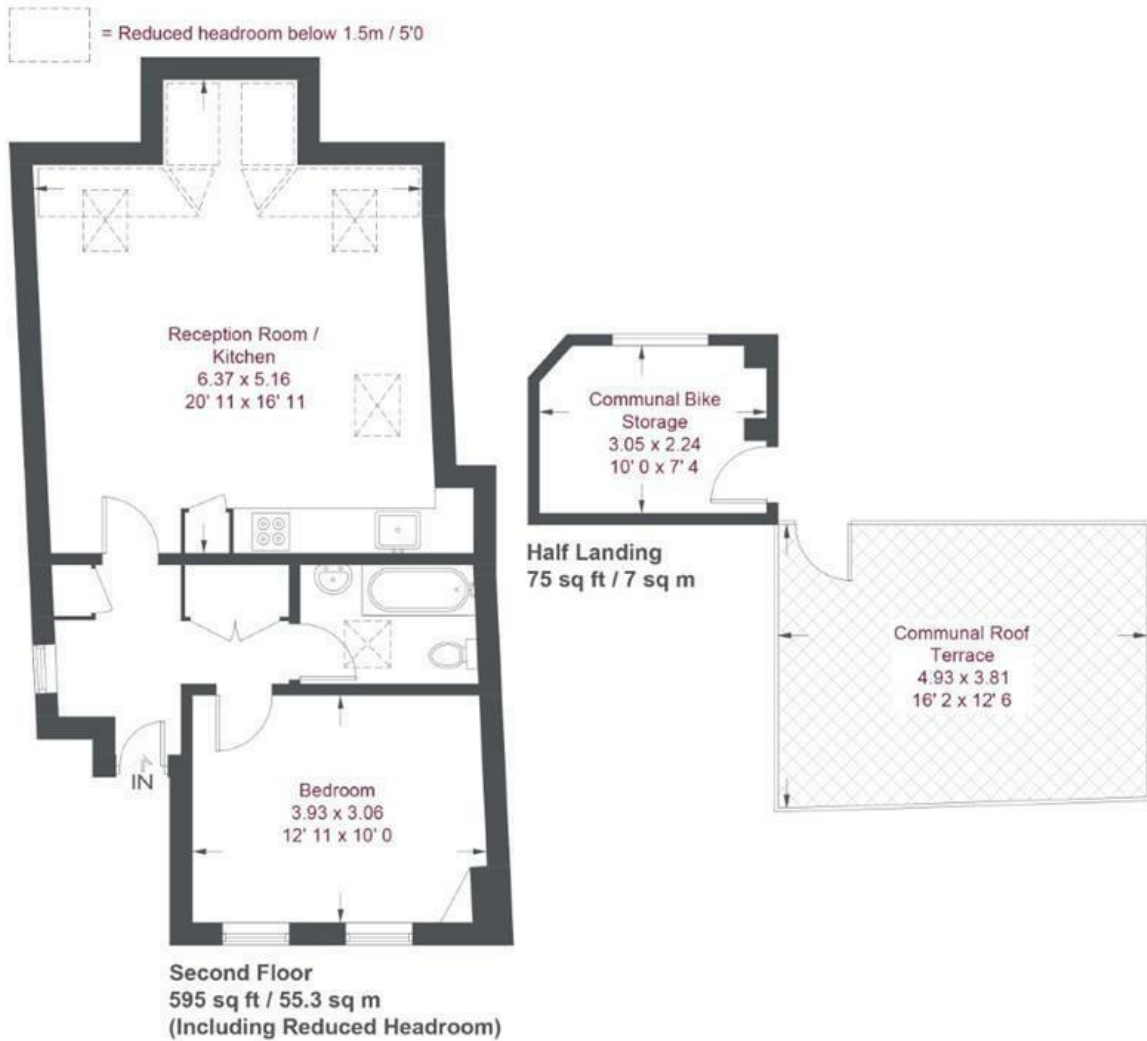 = Reduced headroom below 1.5m / 5'0
Reception Room /
Kitchen
6.37 x 5.16
20' 11 x 16' 11
Communal Bike
Storage
3.05 x 2.24
10' 0 x 7' 4
Half Landing
75 sq ft / 7 sq m
Communal Roof
Terrace
4.93 x 3.81
16' 2 x 12' 6
IN
Bedroom
3.93 x 3.06
12' 11 x 10' 0
Second Floor
595 sq ft / 55.3 sq m
(Including Reduced Headroom)